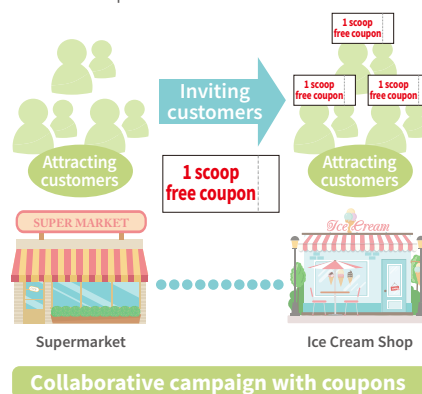 1 scoop
free coupon
1 scoop
free coupon
1 scoop
free coupon
Inviting
customers
Attracting
customers
1 scoop
free coupon
Attracting
customers
SUPER MARKET
Ice Cream
Supermarket
Ice Cream Shop
Collaborative campaign with coupons